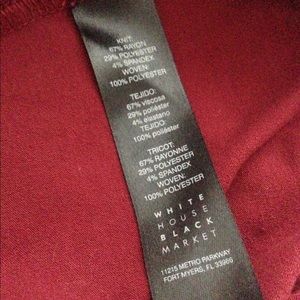 KNIT:
67% RAYON
29% POLYESTER
4% SPANDEX
WOVEN:
100% POLYESTER
TEJIDO:
67% viscosa
29% poliéster
4% elastano
TEJIDO:
100% poliéster
TRICOT:
67% RAYONNE
29% POLYESTER
4% SPANDEX
WOVEN:
100% POLYESTER
WHITE
HOUSE
BLACK
MARKET
11215 METRO PARKWAY
FORT MYERS, FL 33966